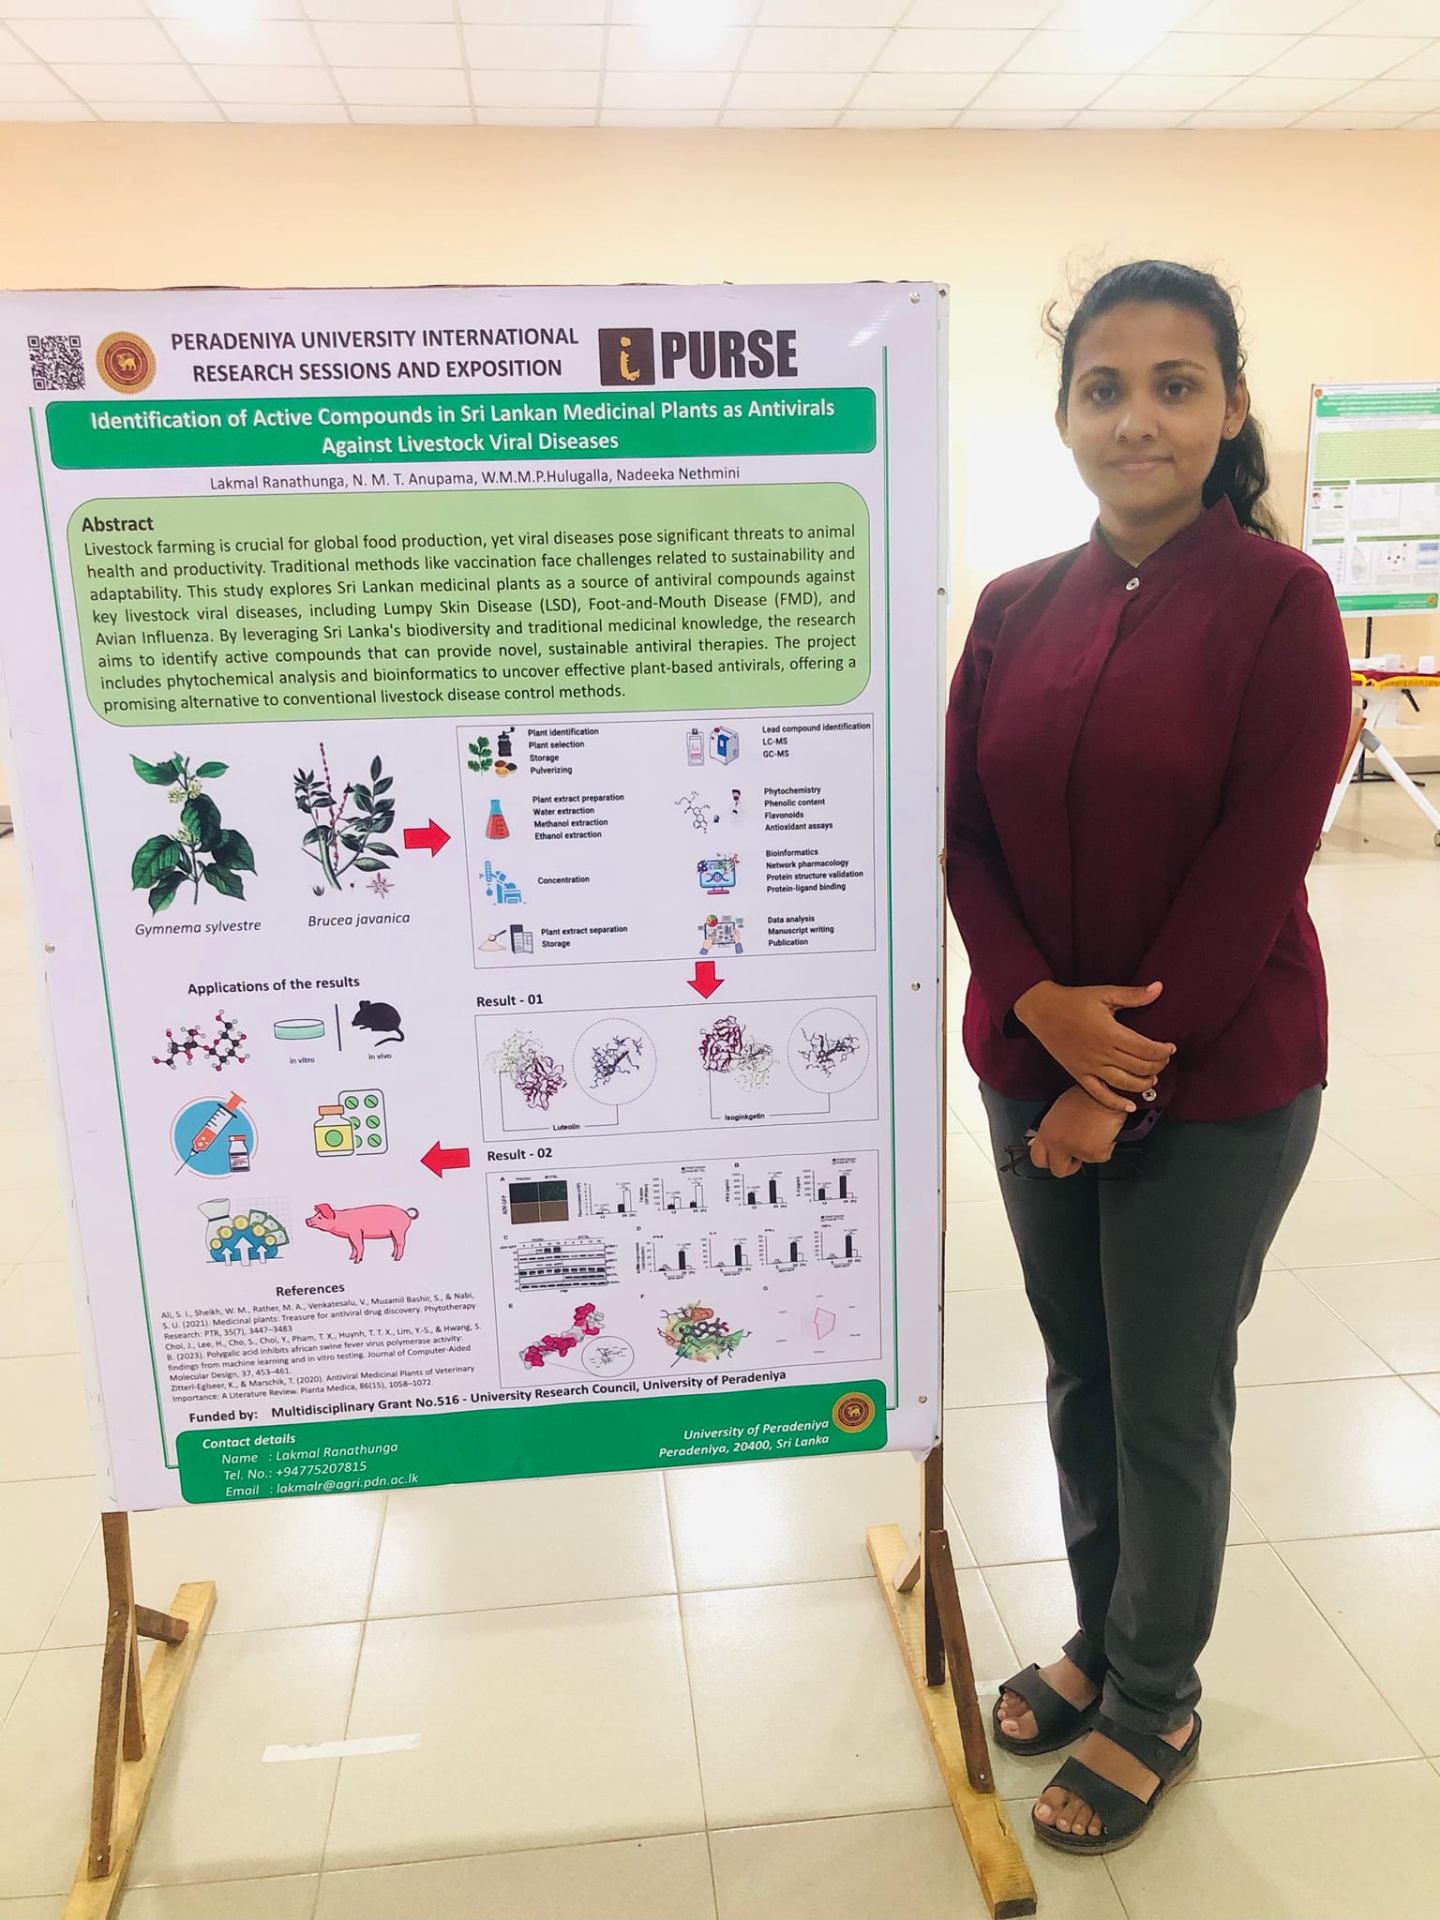 PERADENIYA UNIVERSITY INTERNATIONAL
RESEARCH SESSIONS AND EXPOSITION
i PURSE
Identification of Active Compounds in Sri Lankan Medicinal Plants as Antivirals
Against Livestock Viral Diseases
Lakmal Ranathunga, N. M. T. Anupama, W.M.M.P.Hulugalla, Nadeeka Nethmini
Abstract
Livestock farming is crucial for global food production, yet viral diseases pose significant threats to animal
health and productivity. Traditional methods like vaccination face challenges related to sustainability and
adaptability. This study explores Sri Lankan medicinal plants as a source of antiviral compounds against
key livestock viral diseases, including Lumpy Skin Disease (LSD), Foot-and-Mouth Disease (FMD), and
Avian Influenza. By leveraging Sri Lanka's biodiversity and traditional medicinal knowledge, the research
aims to identify active compounds that can provide novel, sustainable antiviral therapies. The project
includes phytochemical analysis and bioinformatics to uncover effective plant-based antivirals, offering a
promising alternative to conventional livestock disease control methods.
Gymnema sylvestre
Brucea javanica
Plant identification
Plant selection
Storage
Pulverizing
Plant extract preparation
Water extraction
Methanol extraction
Ethanol extraction
Concentration
Plant extract separation
Storage
Lead compound identification
LC-MS
GC-MS
Phytochemistry
Phenolic content
Flavonoids
Antioxidant assays
Bioinformatics
Network pharmacology
Protein structure validation
Protein-ligand binding
Data analysis
Manuscript writing
Publication
Result - 01
Luteolin
Isoginkgetin
Result - 02
A
B
C
D
E
F
G
Applications of the results
in vitro
in vivo
References
Ali, S. I., Sheikh, W. M., Rather, M. A., Venkatesalu, V., Muzamil Bashir, S., & Nabi,
S. U. (2021). Medicinal plants: Treasure for antiviral drug discovery. Phytotherapy
Research: PTR, 35(7), 3447–3483
Choi, J., Lee, H., Cho, S., Choi, Y., Pham, T. X., Huynh, T. T. X., Lim, Y.-S., & Hwang, S.
B. (2023). Polygalic acid inhibits african swine fever virus polymerase activity:
findings from machine learning and in vitro testing. Journal of Computer-Aided
Molecular Design, 37, 453–461.
Zitterl-Eglseer, K., & Marschik, T. (2020). Antiviral Medicinal Plants of Veterinary
Importance: A Literature Review. Planta Medica, 86(15), 1058–1072.
Funded by: Multidisciplinary Grant No.516 - University Research Council, University of Peradeniya
Contact details
Name : Lakmal Ranathunga
Tel. No.: +94775207815
Email : lakmalr@agri.pdn.ac.lk
University of Peradeniya
Peradeniya, 20400, Sri Lanka